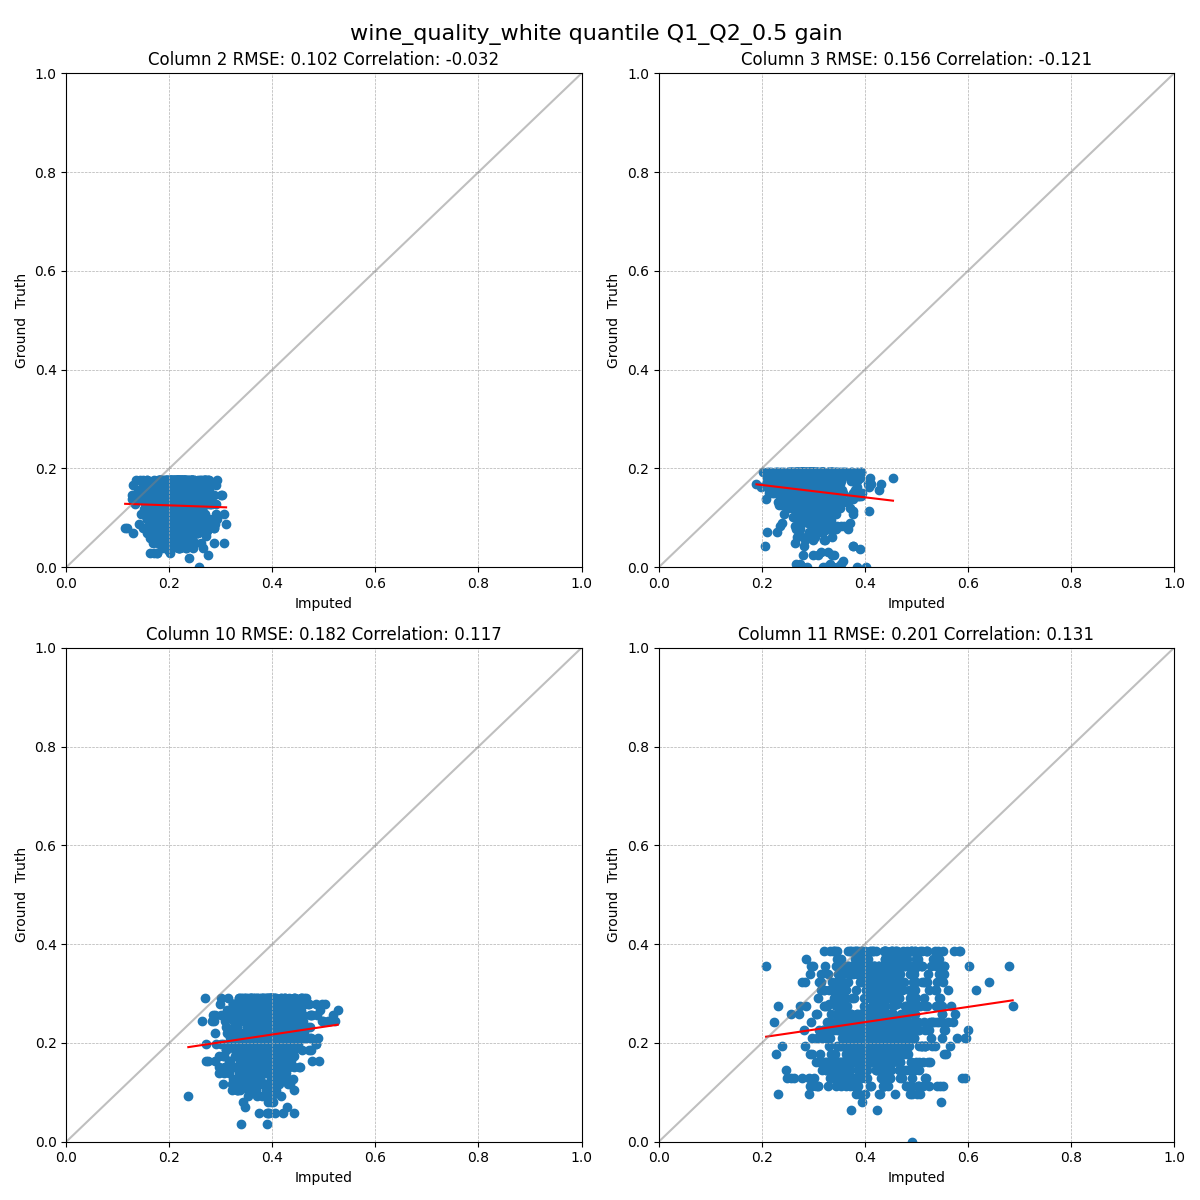 wine_quality_white quantile Q1_Q2_0.5 gain
Column 2 RMSE: 0.102 Correlation: -0.032
1.0
0.8
0.6
0.4
0.2
0.0
Ground Truth
0.0 0.2 0.4 0.6 0.8 1.0
Imputed
Column 3 RMSE: 0.156 Correlation: -0.121
1.0
0.8
0.6
0.4
0.2
0.0
Ground Truth
0.0 0.2 0.4 0.6 0.8 1.0
Imputed
Column 10 RMSE: 0.182 Correlation: 0.117
1.0
0.8
0.6
0.4
0.2
0.0
Ground Truth
0.0 0.2 0.4 0.6 0.8 1.0
Imputed
Column 11 RMSE: 0.201 Correlation: 0.131
1.0
0.8
0.6
0.4
0.2
0.0
Ground Truth
0.0 0.2 0.4 0.6 0.8 1.0
Imputed